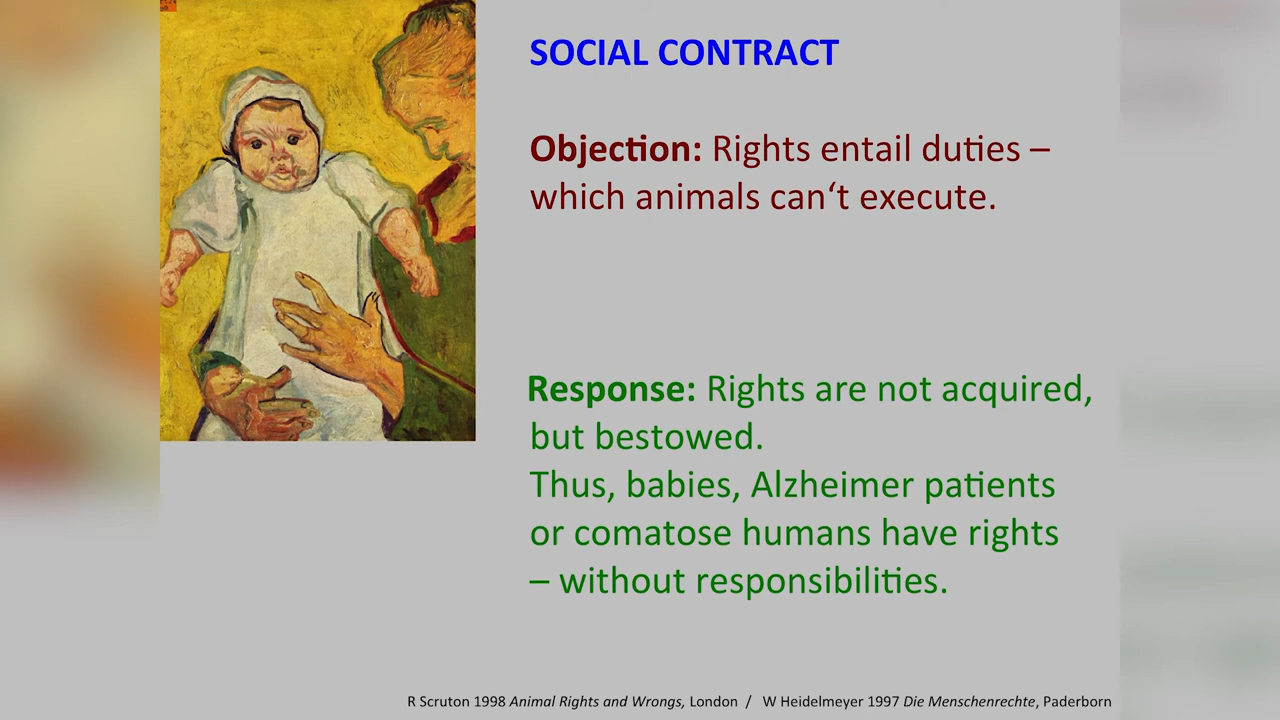 SOCIAL CONTRACT
Objection: Rights entail duties –
which animals can‘t execute.
Response: Rights are not acquired,
but bestowed.
Thus, babies, Alzheimer patients
or comatose humans have rights
– without responsibilities.
R Scruton 1998 Animal Rights and Wrongs, London / W Heidelmeyer 1997 Die Menschenrechte, Paderborn